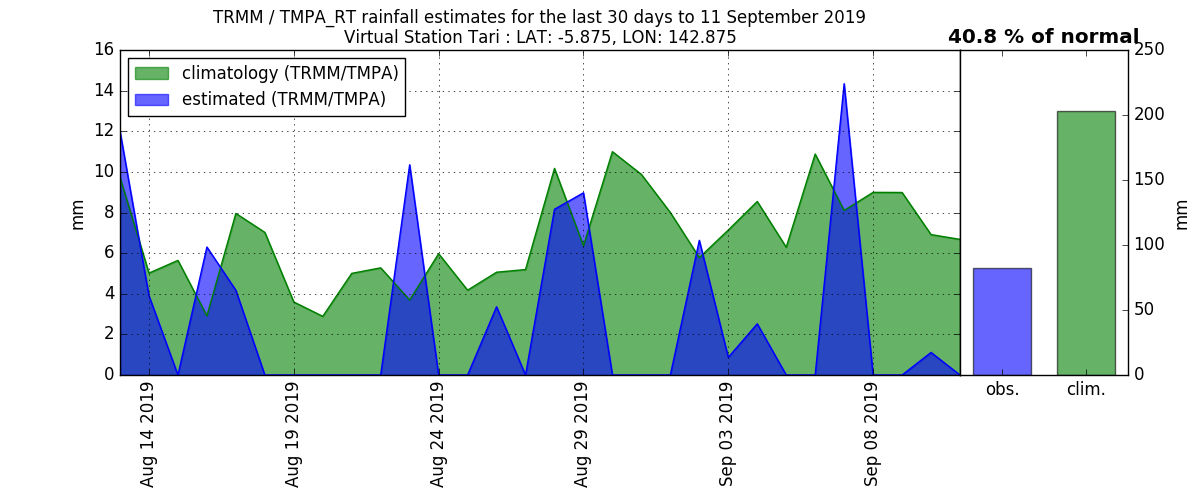 TRMM / TMPA_RT rainfall estimates for the last 30 days to 11 September 2019
Virtual Station Tari : LAT: -5.875, LON: 142.875
40.8 % of normal
climatology (TRMM/TMPA)
estimated (TRMM/TMPA)
16
14
12
10
8
6
4
2
0
mm
Aug 14 2019
Aug 19 2019
Aug 24 2019
Aug 29 2019
Sep 03 2019
Sep 08 2019
250
200
150
100
50
0
mm
obs.
clim.